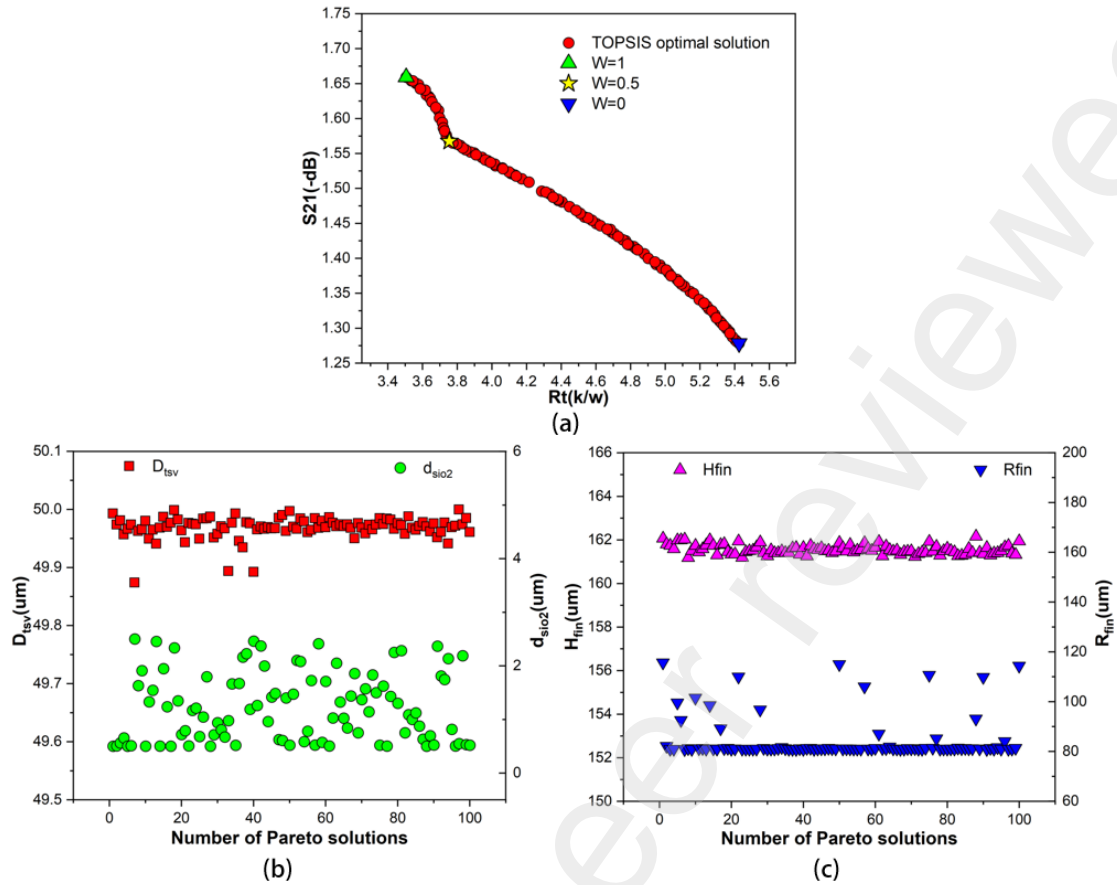 1.75
1.70
1.65
1.60
1.55
1.50
1.45
1.40
1.35
1.30
1.25
S21(-dB)
TOPSIS optimal solution
W=1
W=0.5
W=0
3.4 3.6 3.8 4.0 4.2 4.4 4.6 4.8 5.0 5.2 5.4 5.6
Rt(k/w)
(a)
50.1
50.0
49.9
49.8
49.7
49.6
49.5
Dtsv(um)
Dtsv
dsio2
6
4
2
0
dsio2(um)
0 20 40 60 80 100
Number of Pareto solutions
(b)
166
164
162
160
158
156
154
152
150
Hfin(um)
Hfin
Rfin
200
180
160
140
120
100
80
60
Rfin(um)
0 20 40 60 80 100
Number of Pareto solutions
(c)
eer reviewe